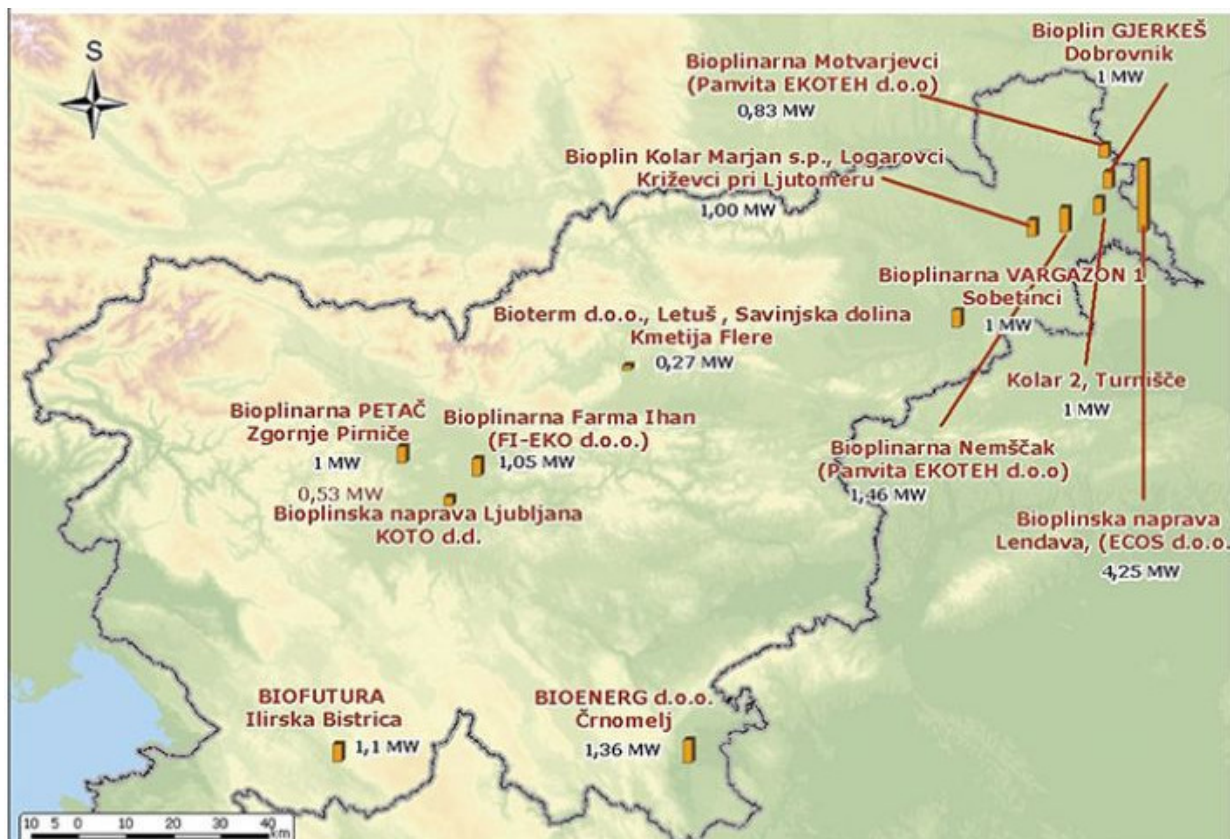 S
Bioplin GJERKEŠ
Dobrovnik
1 MW
Bioplinarna Motvarjevci
(Panvita EKOTEH d.o.o)
0,83 MW
Bioplin Kolar Marjan s.p., Logarovci
Križevci pri Ljutomeru
1,00 MW
Bioplinarna VARGAZON 1
Sobetinci
1 MW
Bioterm d.o.o., Letuš , Savinjska dolina
Kmetija Flere
0,27 MW
Kolar 2, Turnišče
1 MW
Bioplinarna PETAČ
Zgornje Pirniče
1 MW
Bioplinarna Farma Ihan
(FI-EKO d.o.o.)
1,05 MW
Bioplinarna Nemščak
(Panvita EKOTEH d.o.o)
1,46 MW
0,53 MW
Bioplinska naprava Ljubljana
KOTO d.d.
Bioplinska naprava
Lendava, (ECOS d.o.o.
4,25 MW
BIOFUTURA
Ilirska Bistrica
1,1 MW
BIOENERG d.o.o.
Črnomelj
1,36 MW
10 5 0 10 20 30 40
km